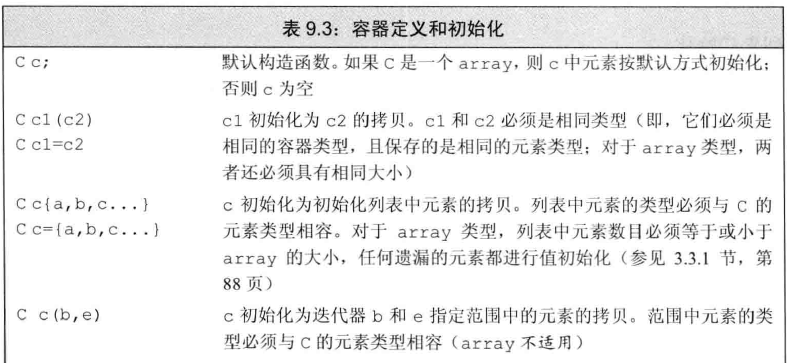 表 9.3：容器定义和初始化
C c; 默认构造函数。如果 C 是一个 array，则 c 中元素按默认方式初始化；
否则 c 为空
C c1(c2) c1 初始化为 c2 的拷贝。c1 和 c2 必须是相同类型（即，它们必须是
C c1=c2 相同的容器类型，且保存的是相同的元素类型；对于 array 类型，两
者还必须具有相同大小）
C c{a,b,c...} c 初始化为初始化列表中元素的拷贝。列表中元素的类型必须与 C 的
C c={a,b,c...} 元素类型相容。对于 array 类型，列表中元素数目必须等于或小于
array 的大小，任何遗漏的元素都进行值初始化（参见 3.3.1 节，第
88 页）
C c(b,e) c 初始化为迭代器 b 和 e 指定范围中的元素的拷贝。范围中元素的类
型必须与 C 的元素类型相容（array 不适用）